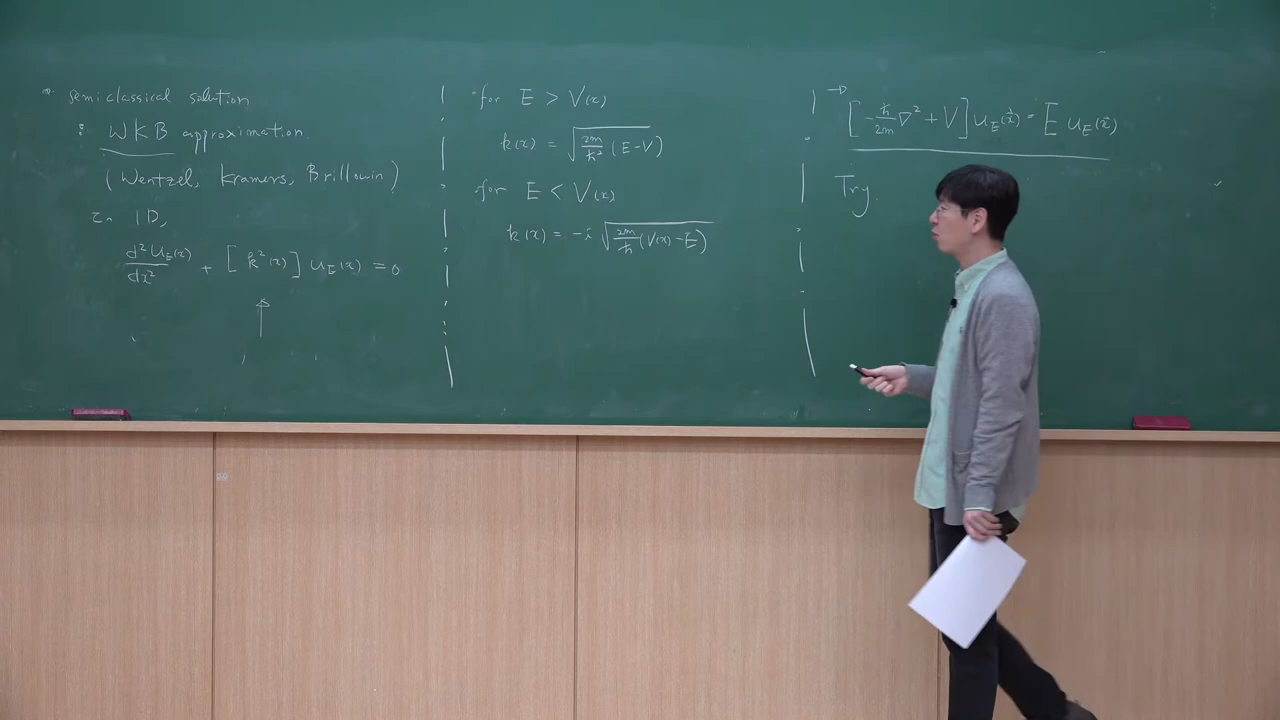 semiclassical solution
: WKB approximation.
(Wentzel, Kramers, Brillouin)
In 1D,
d²u_E(x)/dx² + [k²(x)] u_E(x) = 0
for E > V(x)
k(x) = √(2m/ħ² (E-V))
for E < V(x)
k(x) = -i √(2m/ħ (V(x)-E))
→ [-ħ/2m ∇² + V] u_E(x⃗) = E u_E(x⃗)
Try